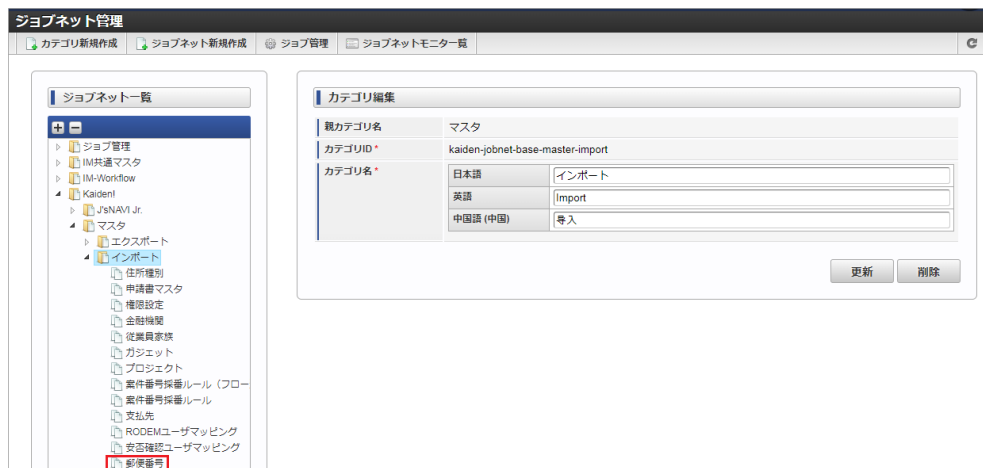 ジョブネット管理
カテゴリ新規作成 ジョブネット新規作成 ジョブ管理 ジョブネットモニター覧
ジョブネット一覧
ジョブ管理
IM共通マスタ
IM-Workflow
Kaiden!
J'sNAVI Jr.
マスタ
エクスポート
インポート
住所種別
申請書マスタ
権限設定
金融機関
従業員家族
ガジェット
プロジェクト
案件番号採番ルール（フロー
案件番号採番ルール
支払先
RODEMユーザマッピング
安否確認ユーザマッピング
郵便番号
カテゴリ編集
親カテゴリ名 マスタ
カテゴリID* kaiden-jobnet-base-master-import
カテゴリ名*
日本語 インポート
英語 Import
中国語 (中国) 导入
更新 削除